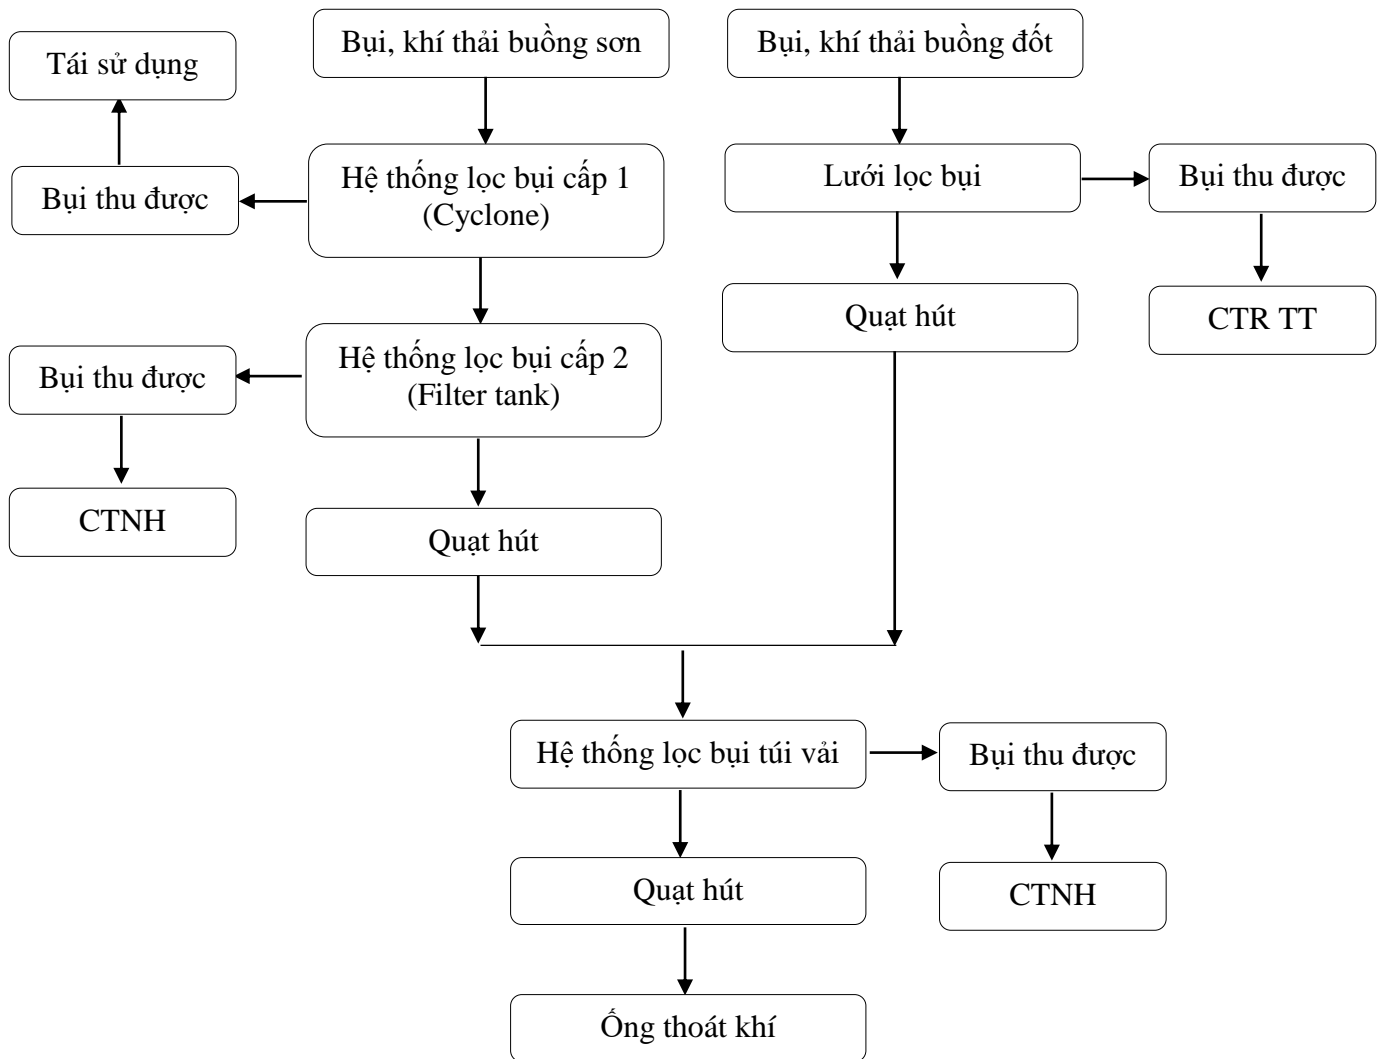 Bụi, khí thải buồng sơn
Bụi, khí thải buồng đốt
Tái sử dụng
Hệ thống lọc bụi cấp 1
(Cyclone)
Lưới lọc bụi
Bụi thu được
Bụi thu được
Quạt hút
CTR TT
Hệ thống lọc bụi cấp 2
(Filter tank)
Bụi thu được
CTNH
Quạt hút
Hệ thống lọc bụi túi vải
Bụi thu được
Quạt hút
CTNH
Ống thoát khí